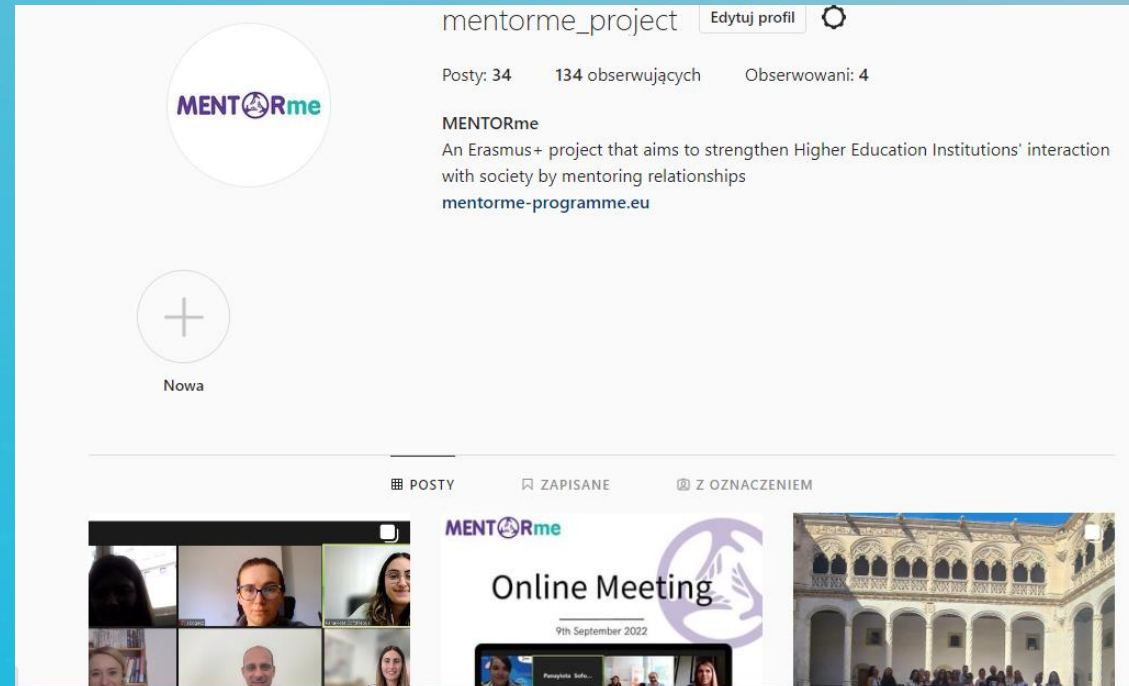 mentorme_project Edytuj profil
Posty: 34 134 obserwujących Obserwowani: 4
MENTORme
MENTORme
An Erasmus+ project that aims to strengthen Higher Education Institutions' interaction
with society by mentoring relationships
mentorme-programme.eu
Nowa
POSTY ZAPISANE Z OZNACZENIEM
MENTORme
Online Meeting
9th September 2022